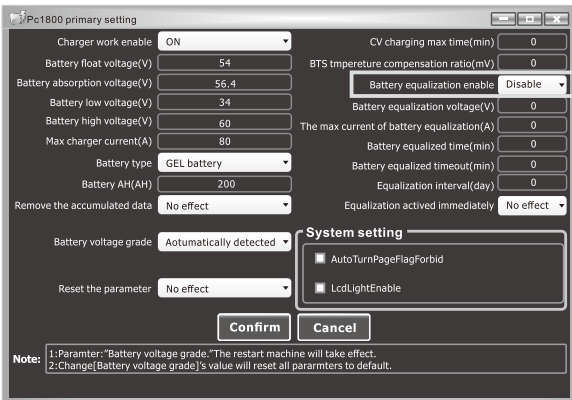 Pc1800 primary setting
Charger work enable ON
Battery float voltage(V) 54
Battery absorption voltage(V) 56.4
Battery low voltage(V) 34
Battery high voltage(V) 60
Max charger current(A) 80
Battery type GEL battery
Battery AH(AH) 200
Remove the accumulated data No effect
Battery voltage grade Aotumatically detected
Reset the parameter No effect
CV charging max time(min) 0
BTS tmpereture compensation ratio(mV) 0
Battery equalization enable Disable
Battery equalization voltage(V) 0
The max current of battery equalization(A) 0
Battery equalized time(min) 0
Battery equalized timeout(min) 0
Equalization interval(day) 0
Equalization actived immediately No effect
System setting
AutoTurnPageFlagForbid
LcdLightEnable
Confirm Cancel
Note: 1:Paramter:"Battery voltage grade."The restart machine will take effect.
2:Change[Battery voltage grade]'s value will reset all pararmters to default.